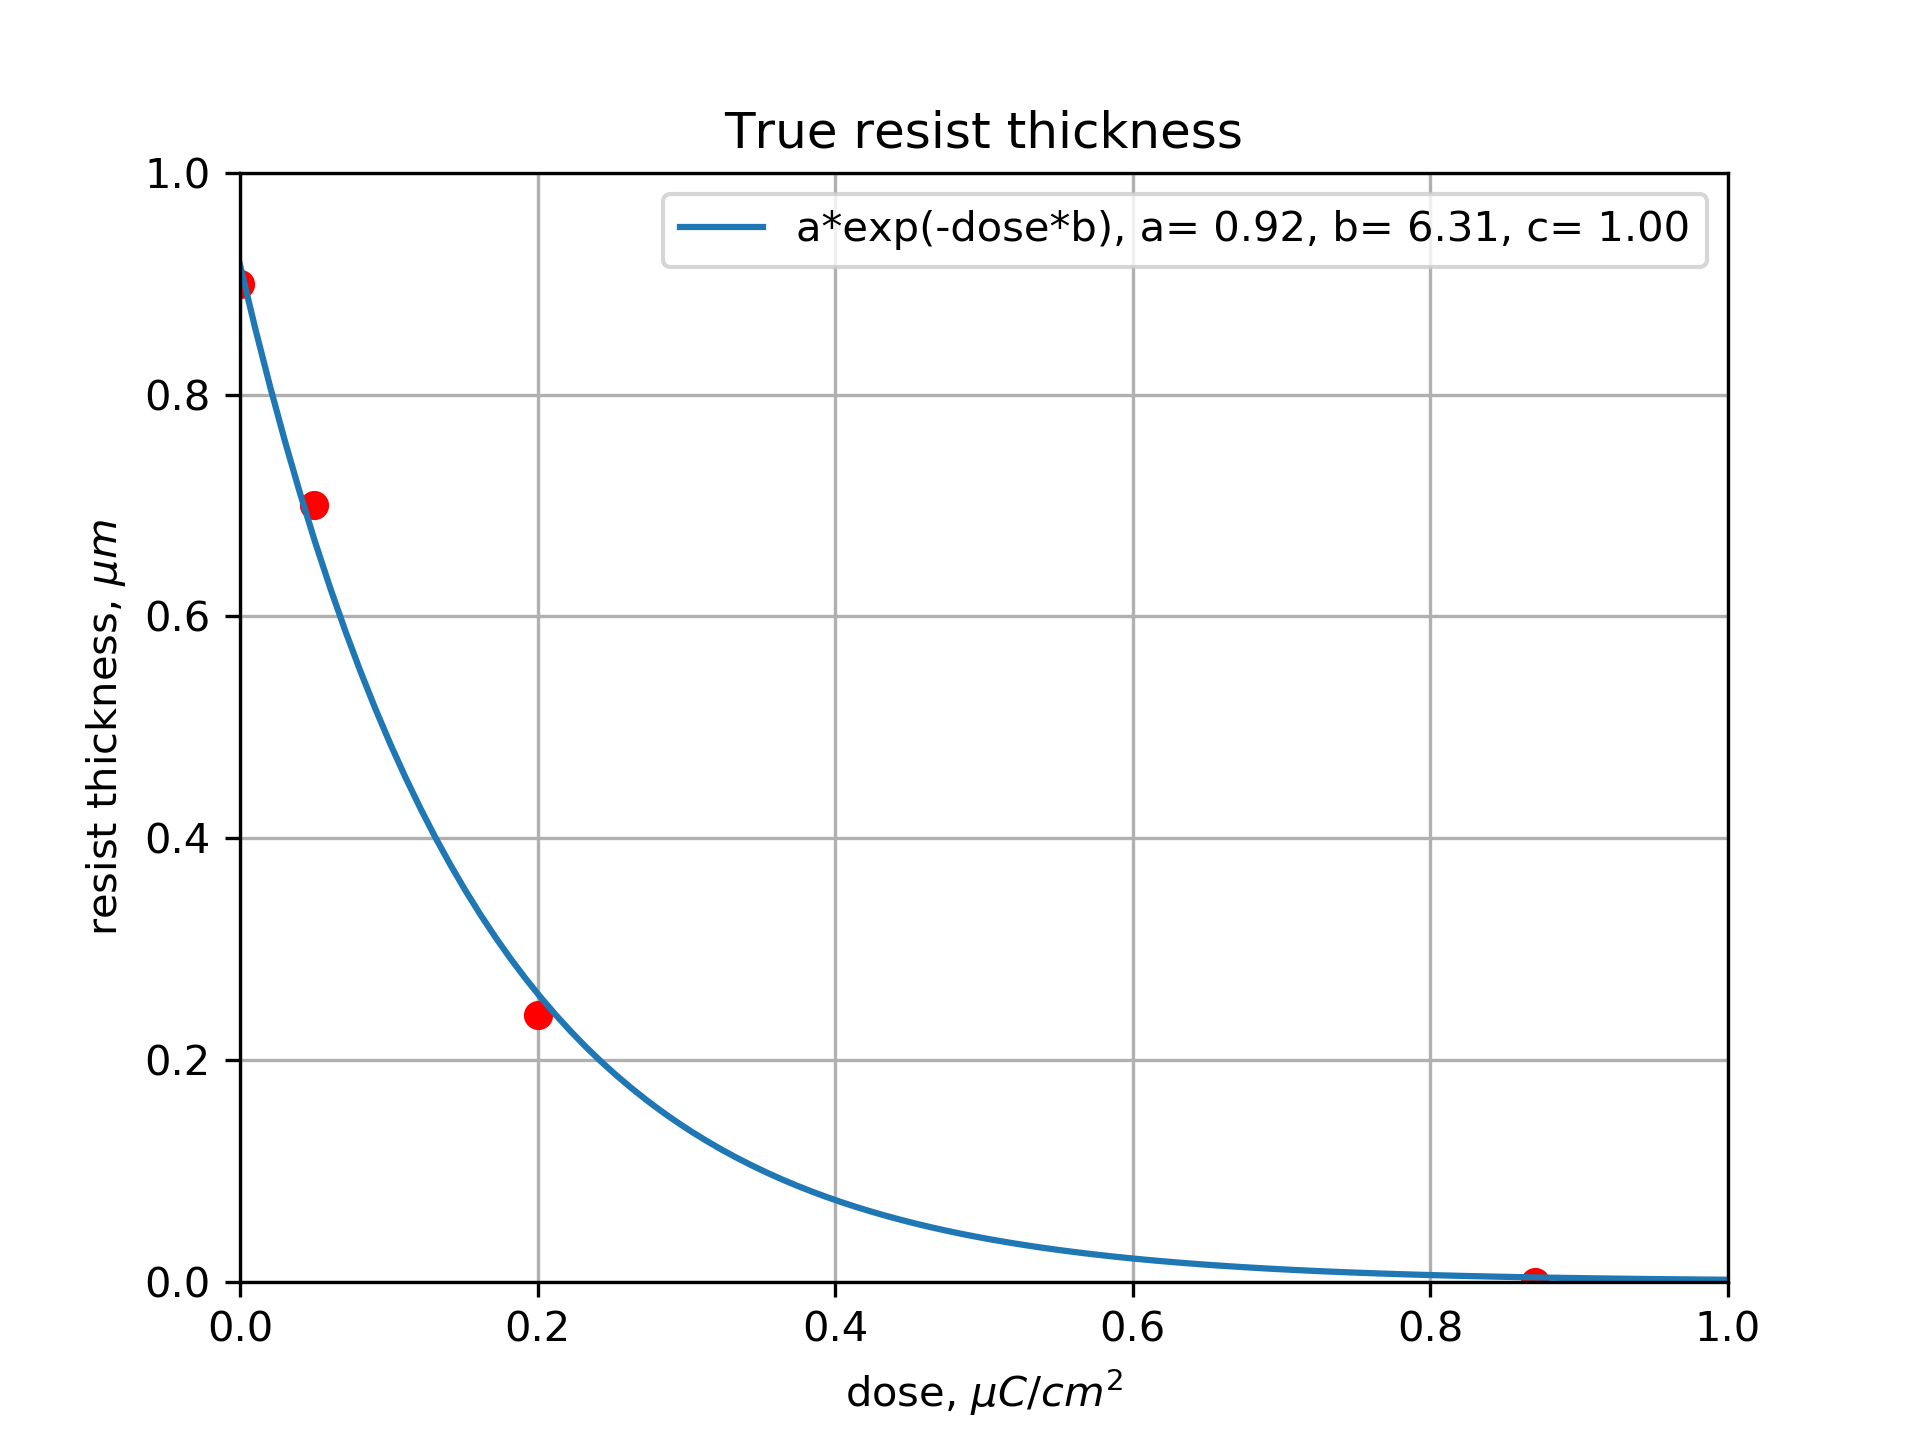 True resist thickness
a*exp(-dose*b), a= 0.92, b= 6.31, c= 1.00
resist thickness, μm
1.0
0.8
0.6
0.4
0.2
0.0
0.0 0.2 0.4 0.6 0.8 1.0
dose, μC/cm²